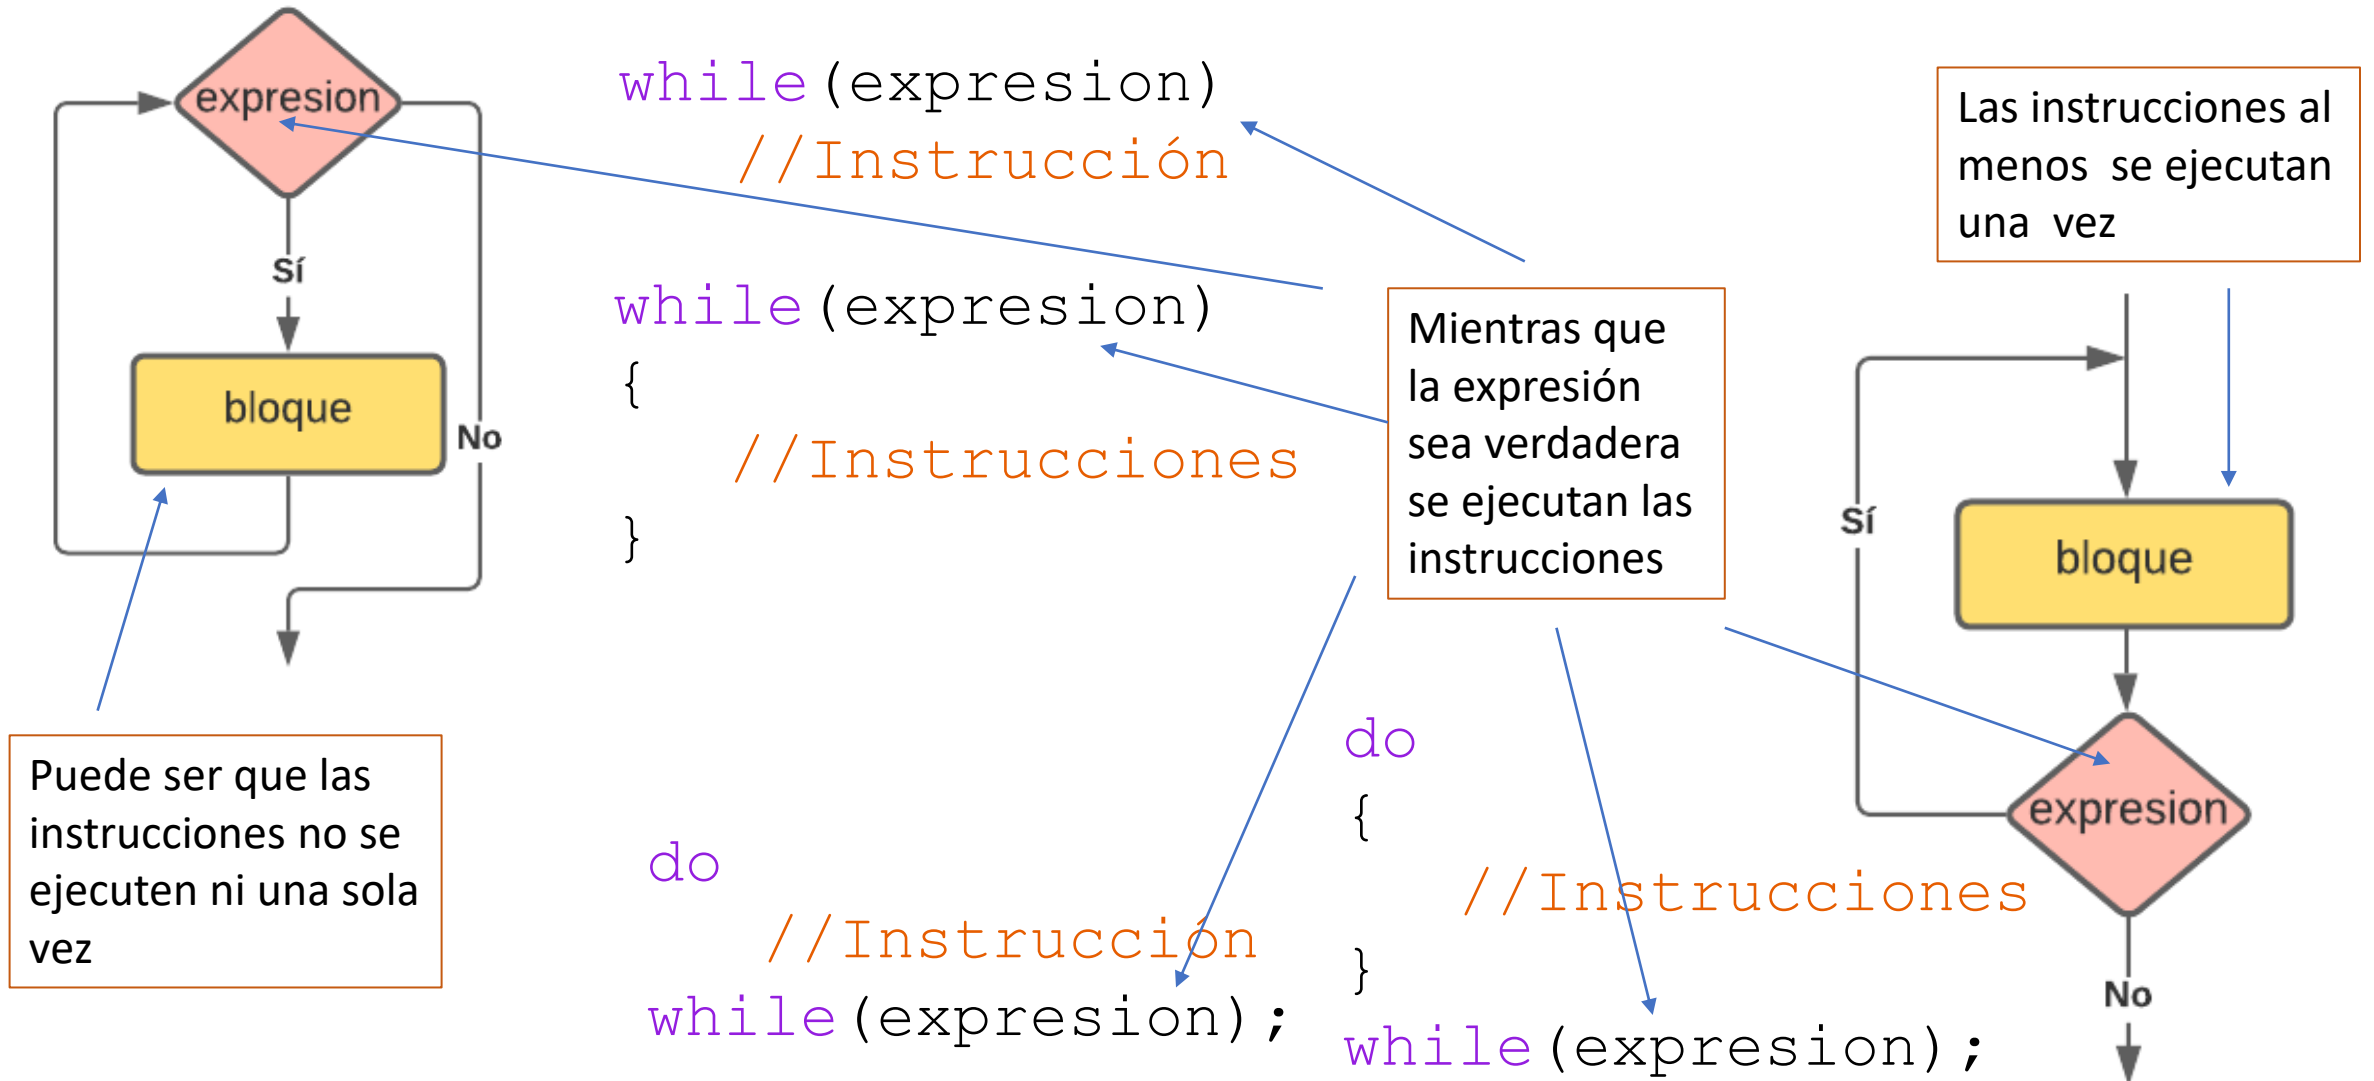 expresion
Sí
bloque
No
Puede ser que las
instrucciones no se
ejecuten ni una sola
vez
while(expresion)
//Instrucción
while(expresion)
{
//Instrucciones
}
do
//Instrucción
while(expresion);
Mientras que
la expresión
sea verdadera
se ejecutan las
instrucciones
do
{
//Instrucciones
}
while(expresion);
Las instrucciones al
menos  se ejecutan
una  vez
Sí
bloque
expresion
No